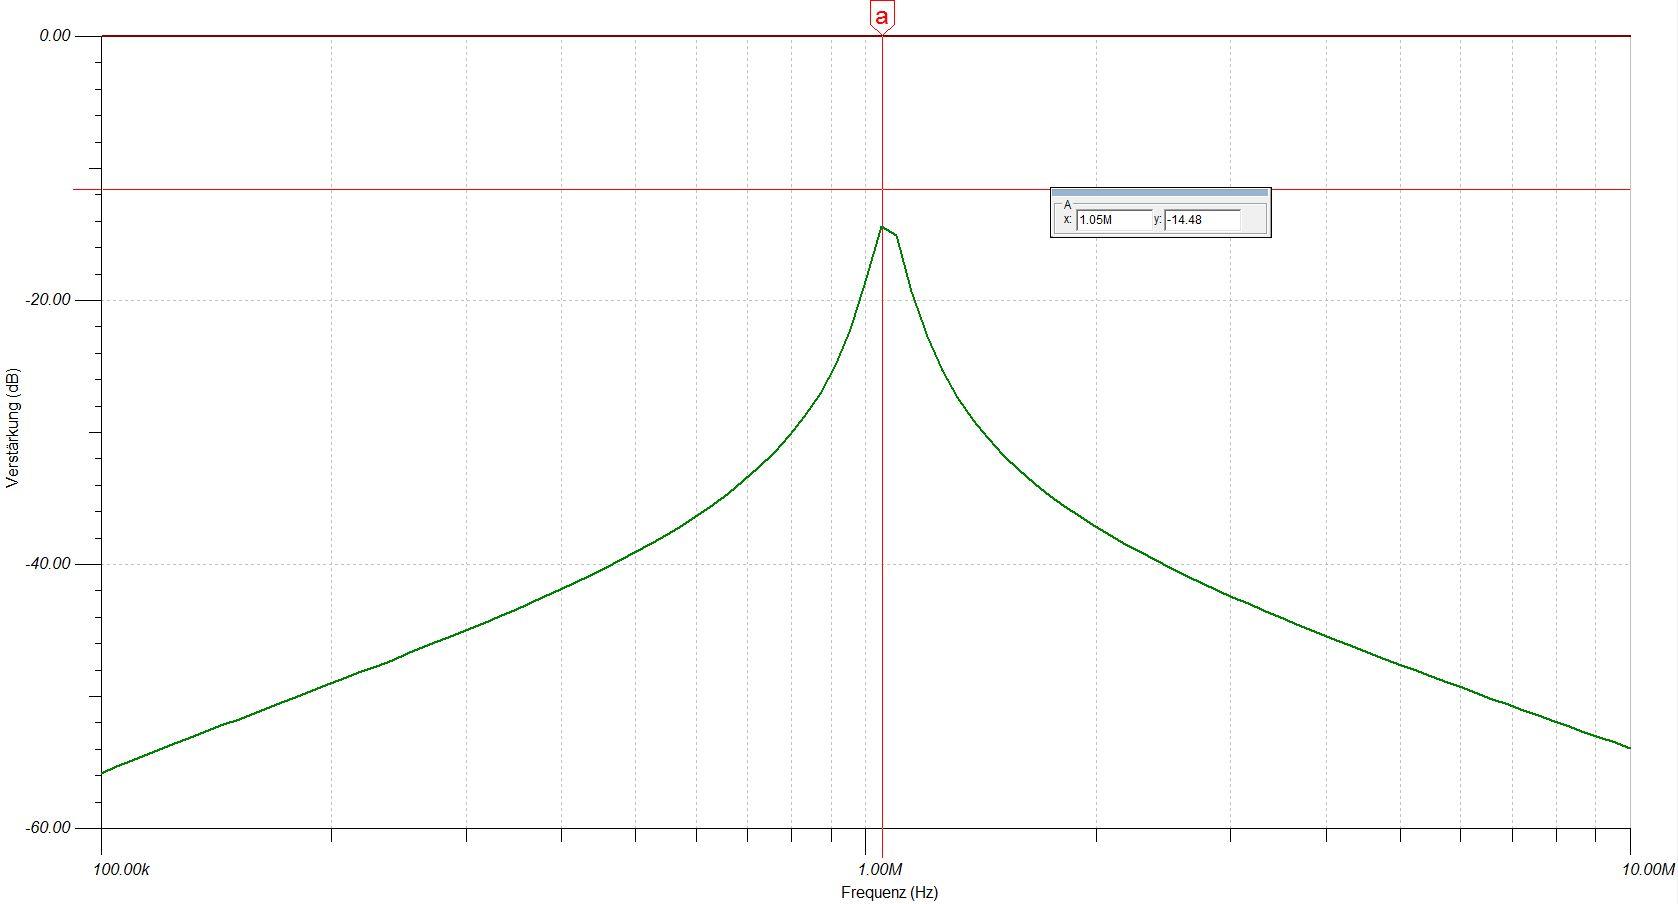 a
0.00
A
x: 1.05M y: -14.48
-20.00
Verstärkung (dB)
-40.00
-60.00
100.00k 1.00M 10.00M
Frequenz (Hz)